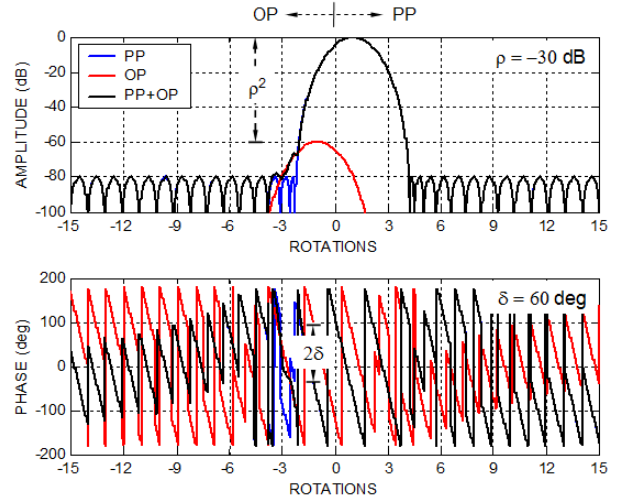 OP PP
0
-20
-40
-60
-80
-100
AMPLITUDE (dB)
PP
OP
PP+OP
ρ²
ρ = −30 dB
-15 -12 -9 -6 -3 0 3 6 9 12 15
ROTATIONS
200
100
0
-100
-200
PHASE (deg)
δ = 60 deg
2δ
-15 -12 -9 -6 -3 0 3 6 9 12 15
ROTATIONS